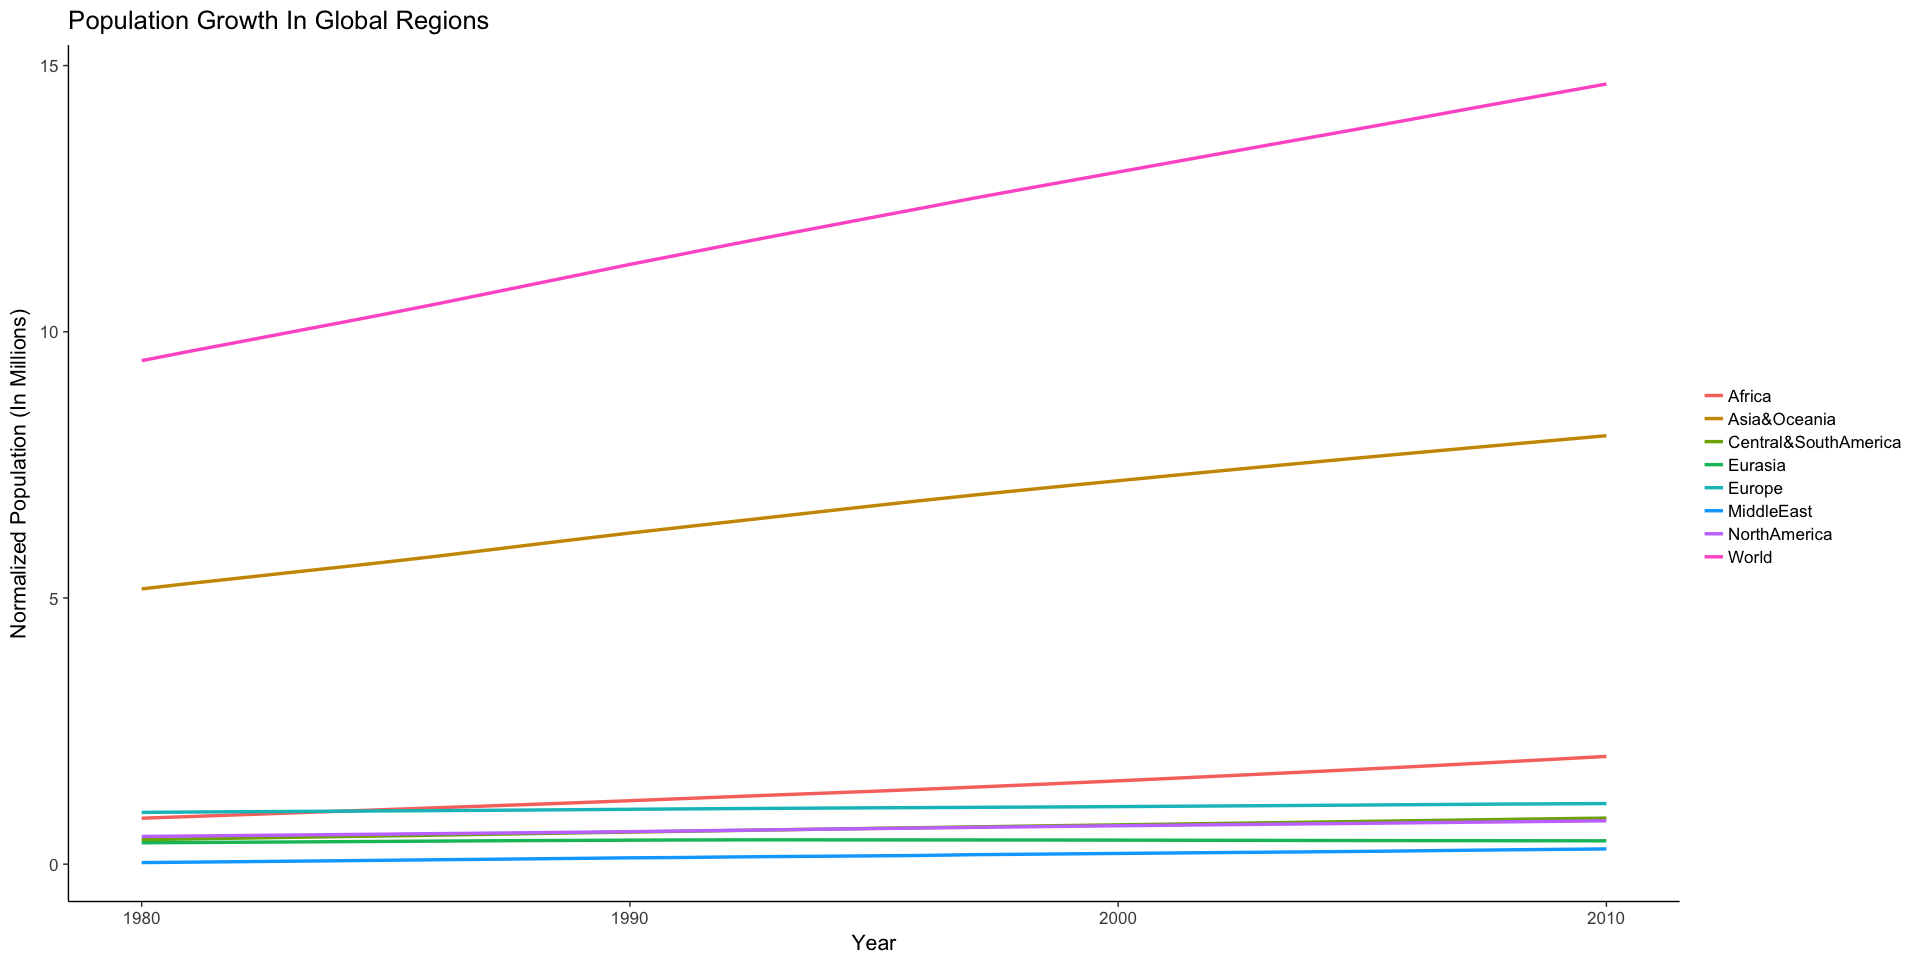 Population Growth In Global Regions
Normalized Population (In Millions)
15
10
5
0
1980
1990
2000
2010
Year
Africa
Asia&Oceania
Central&SouthAmerica
Eurasia
Europe
MiddleEast
NorthAmerica
World